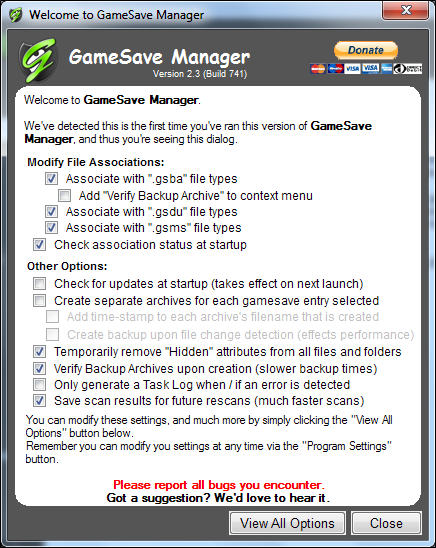 Welcome to GameSave Manager
GameSave Manager
Version 2.3 (Build 741)
Donate
VISA VISA
Welcome to GameSave Manager.
We've detected this is the first time you've ran this version of GameSave
Manager, and thus you're seeing this dialog.
Modify File Associations:
Associate with ".gsba" file types
Add "Verify Backup Archive" to context menu
Associate with ".gsdu" file types
Associate with ".gsms" file types
Check association status at startup
Other Options:
Check for updates at startup (takes effect on next launch)
Create separate archives for each gamesave entry selected
Add time-stamp to each archive's filename that is created
Create backup upon file change detection (effects performance)
Temporarily remove "Hidden" attributes from all files and folders
Verify Backup Archives upon creation (slower backup times)
Only generate a Task Log when / if an error is detected
Save scan results for future rescans (much faster scans)
You can modify these settings, and much more by simply clicking the "View All
Options" button below.
Remember you can modify you settings at any time via the "Program Settings"
button.
Please report all bugs you encounter.
Got a suggestion? We'd love to hear it.
View All Options
Close